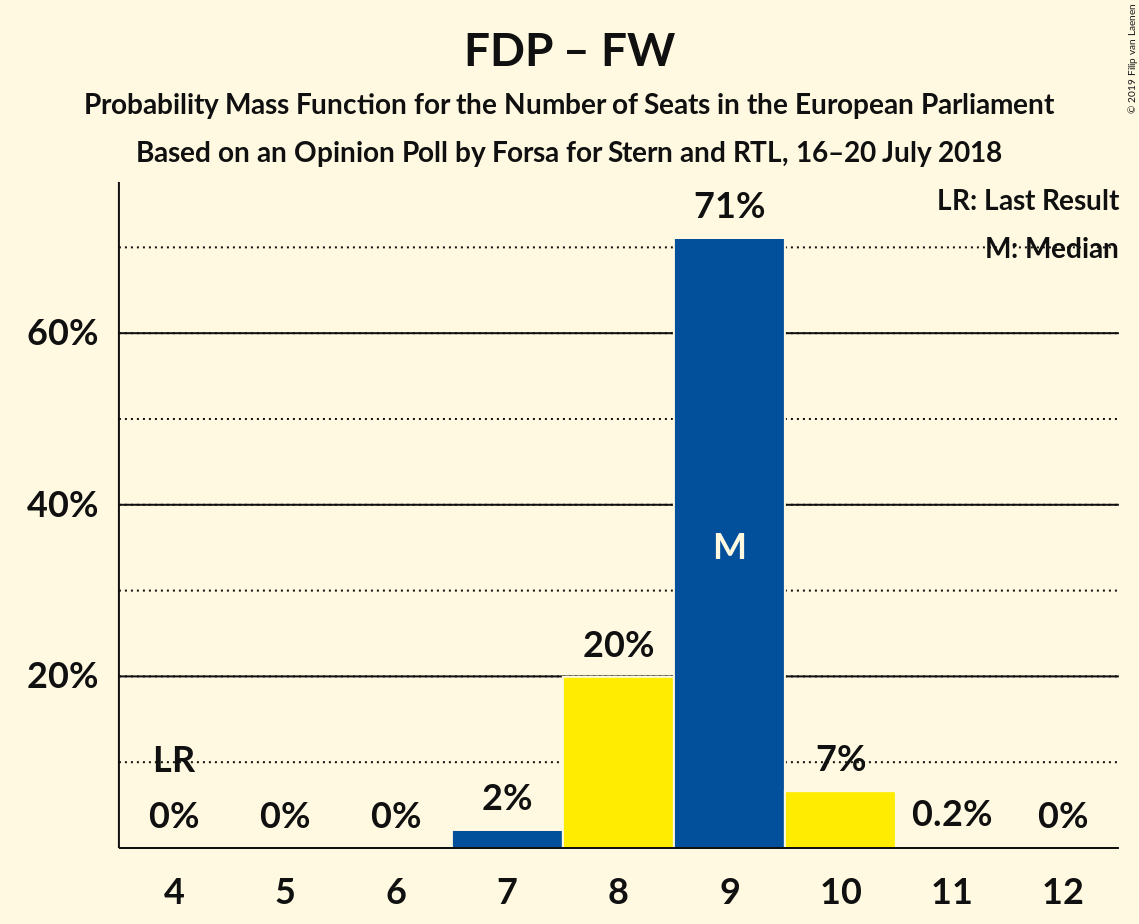 FDP – FW
Probability Mass Function for the Number of Seats in the European Parliament
Based on an Opinion Poll by Forsa for Stern and RTL, 16–20 July 2018
© 2019 Filip van Laenen
LR: Last Result
M: Median
71%
60%
40%
M
20%
20%
LR
0%
0%
0%
2%
7%
0.2%
0%
4 5 6 7 8 9 10 11 12